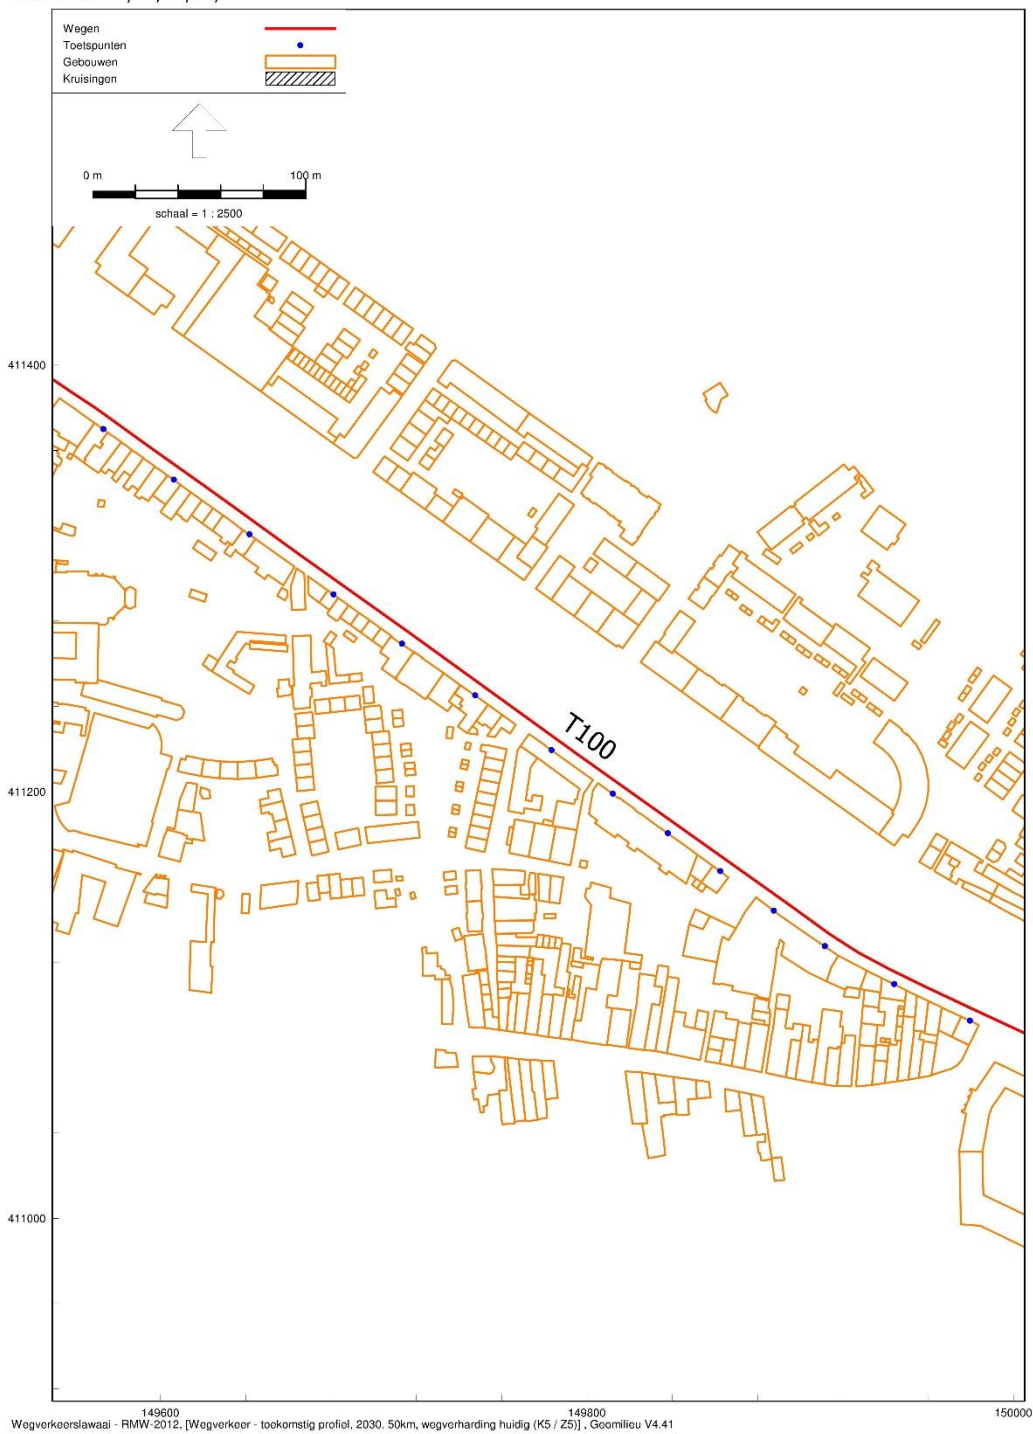 Wegen
Toetspunten
Gebouwen
Kruisingen
0 m 100 m
schaal = 1 : 2500
411400
T100
411200
411000
149600 149800 150000
Wegverkeerslawaai - RMW-2012, [Wegverkeer - toekomstig profiel, 2030. 50km, wegverharding huidig (K5 / Z5)] , Geomilieu V4.41